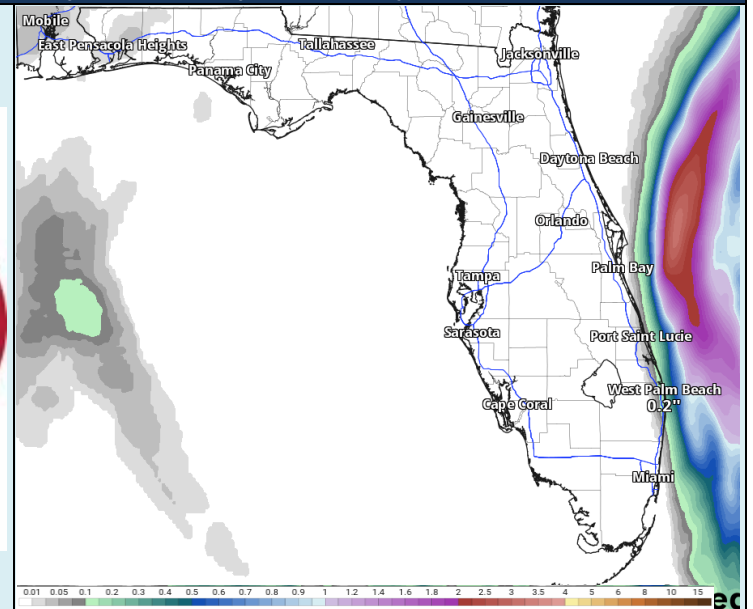 Mobile
East Pensacola Heights
Tallahassee
Jacksonville
Panama City
Gainesville
Daytona Beach
Orlando
Palm Bay
Tampa
Sarasota
Port Saint Lucie
West Palm Beach
0.2"
Cape Coral
Miami
0.01 0.05 0.1 0.2 0.3 0.4 0.5 0.6 0.7 0.8 0.9 1 1.2 1.4 1.6 1.8 2 2.5 3 3.5 4 5 6 8 10 15